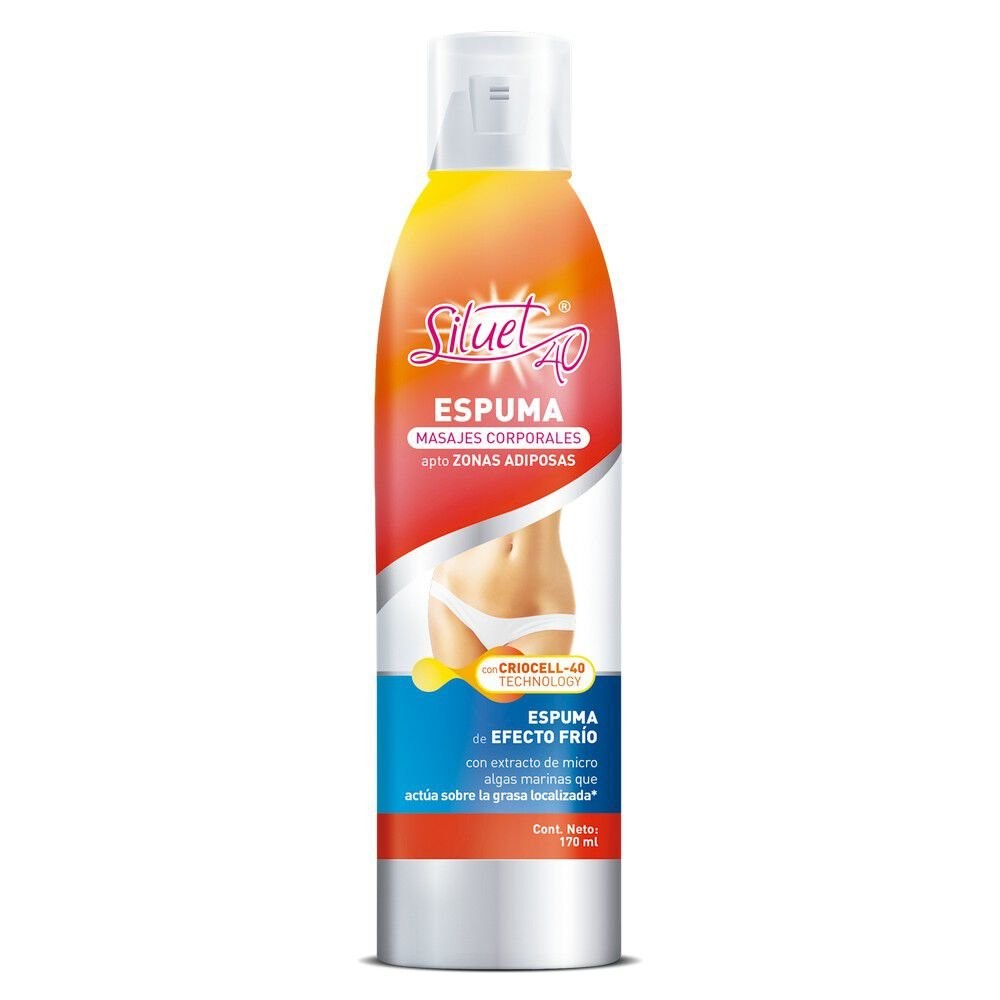 Siluet 40 ®
ESPUMA
MASAJES CORPORALES
apto ZONAS ADIPOSAS
con CRIOCELL-40
TECHNOLOGY
ESPUMA
de EFECTO FRÍO
con extracto de micro
algas marinas que
actúa sobre la grasa localizada*
Cont. Neto:
170 ml